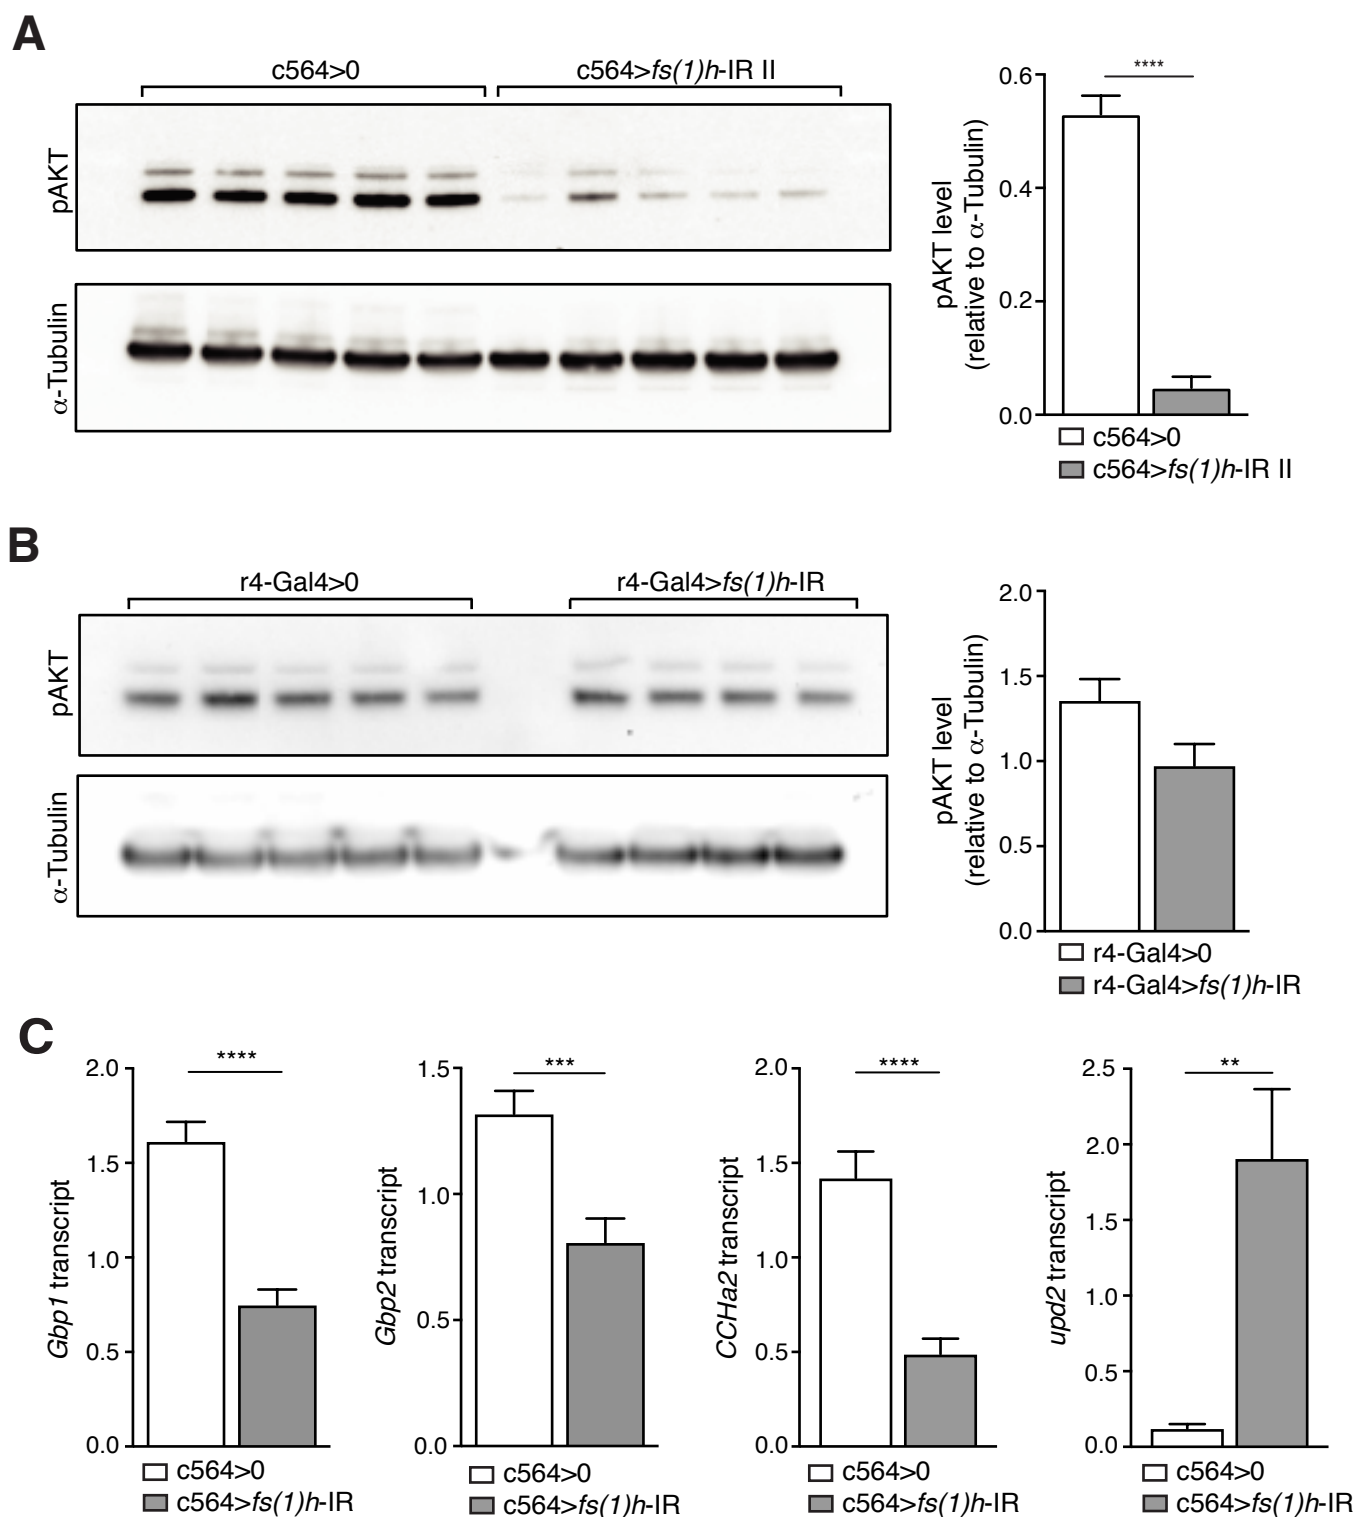 A
c564>0
c564>fs(1)h-IR II
pAKT
α-Tubulin
pAKT level
(relative to α-Tubulin)
0.6
0.4
0.2
0.0
****
c564>0
c564>fs(1)h-IR II
B
r4-Gal4>0
r4-Gal4>fs(1)h-IR
pAKT
α-Tubulin
pAKT level
(relative to α-Tubulin)
2.0
1.5
1.0
0.5
0.0
r4-Gal4>0
r4-Gal4>fs(1)h-IR
C
Gbp1 transcript
2.0
1.5
1.0
0.5
0.0
****
c564>0
c564>fs(1)h-IR
Gbp2 transcript
1.5
1.0
0.5
0.0
***
c564>0
c564>fs(1)h-IR
CCHa2 transcript
2.0
1.5
1.0
0.5
0.0
****
c564>0
c564>fs(1)h-IR
upd2 transcript
2.5
2.0
1.5
1.0
0.5
0.0
**
c564>0
c564>fs(1)h-IR